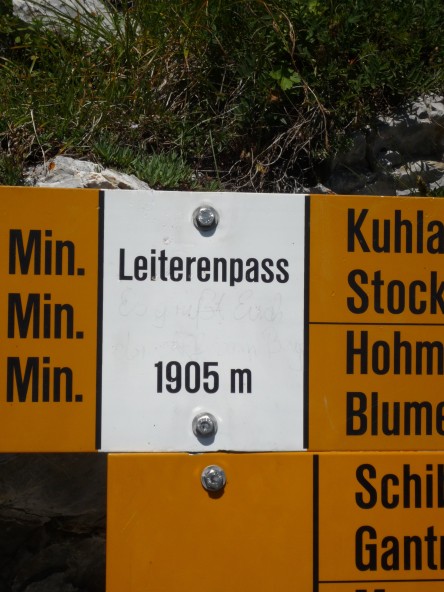 Min.
Min.
Min.
Leiterenpass
1905 m
Kuhla
Stock
Hohm
Blume
Schil
Gantr